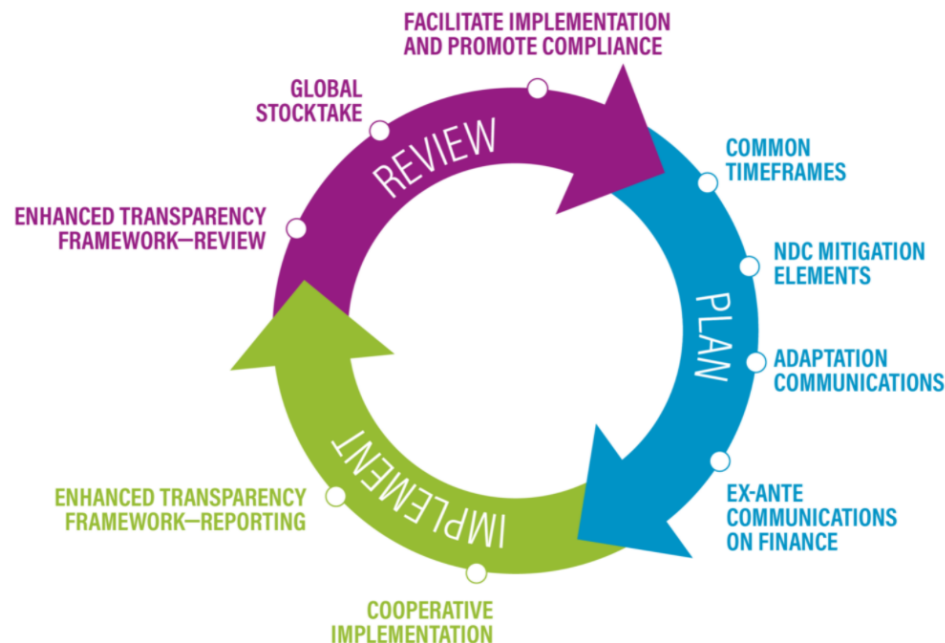 FACILITATE IMPLEMENTATION
AND PROMOTE COMPLIANCE
GLOBAL
STOCKTAKE
REVIEW
COMMON
TIMEFRAMES
ENHANCED TRANSPARENCY
FRAMEWORK—REVIEW
NDC MITIGATION
ELEMENTS
PLAN
ADAPTATION
COMMUNICATIONS
IMPLEMENT
ENHANCED TRANSPARENCY
FRAMEWORK—REPORTING
EX-ANTE
COMMUNICATIONS
ON FINANCE
COOPERATIVE
IMPLEMENTATION